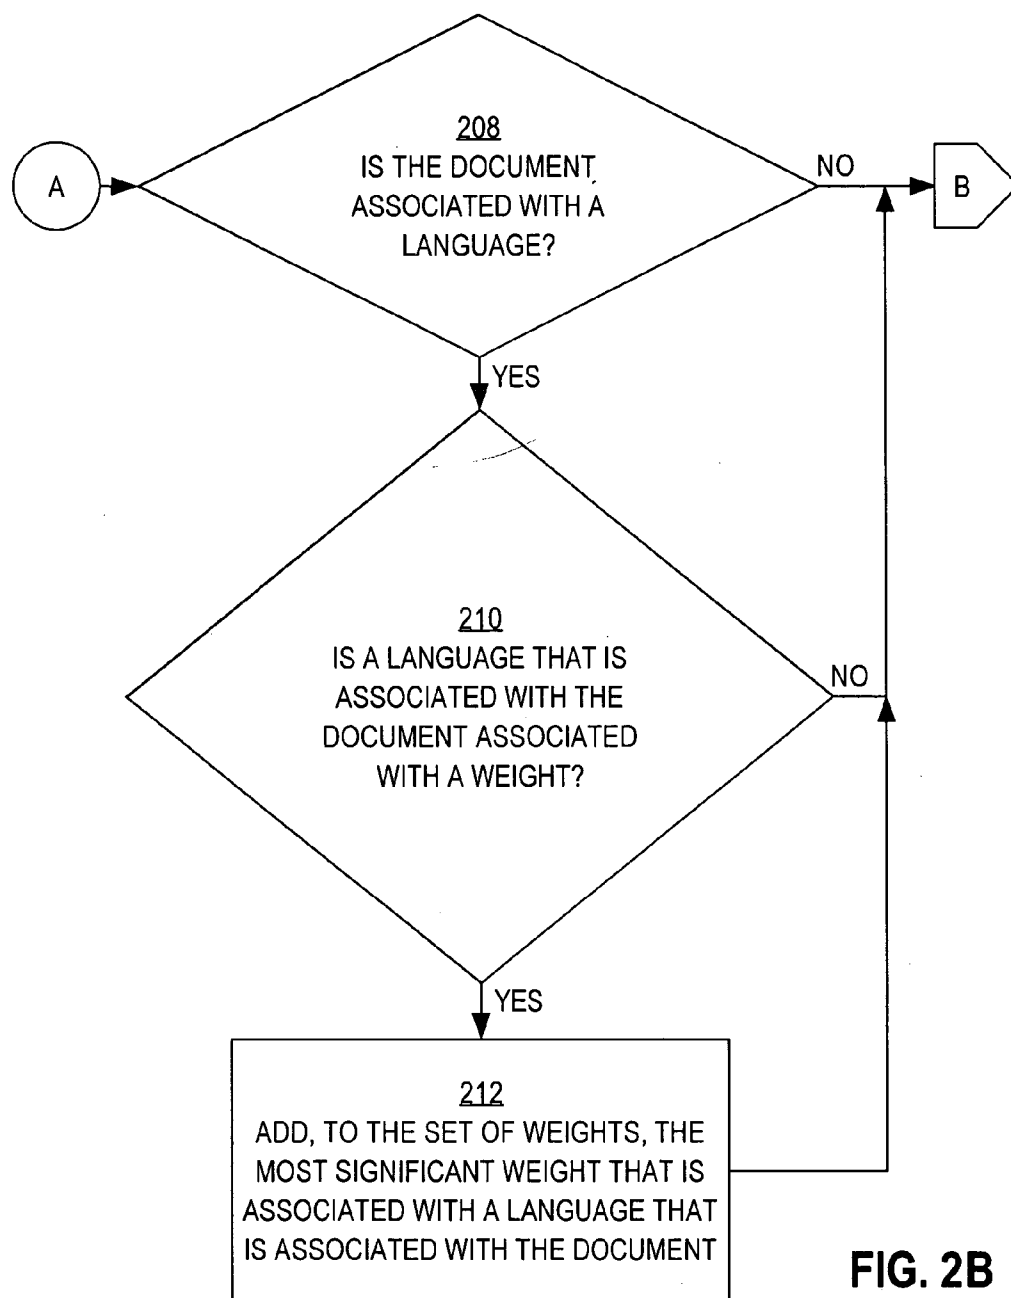 208
IS THE DOCUMENT
ASSOCIATED WITH A
LANGUAGE?
A
NO
B
YES
210
IS A LANGUAGE THAT IS
ASSOCIATED WITH THE
DOCUMENT ASSOCIATED
WITH A WEIGHT?
NO
YES
212
ADD, TO THE SET OF WEIGHTS, THE
MOST SIGNIFICANT WEIGHT THAT IS
ASSOCIATED WITH A LANGUAGE THAT
IS ASSOCIATED WITH THE DOCUMENT
FIG. 2B